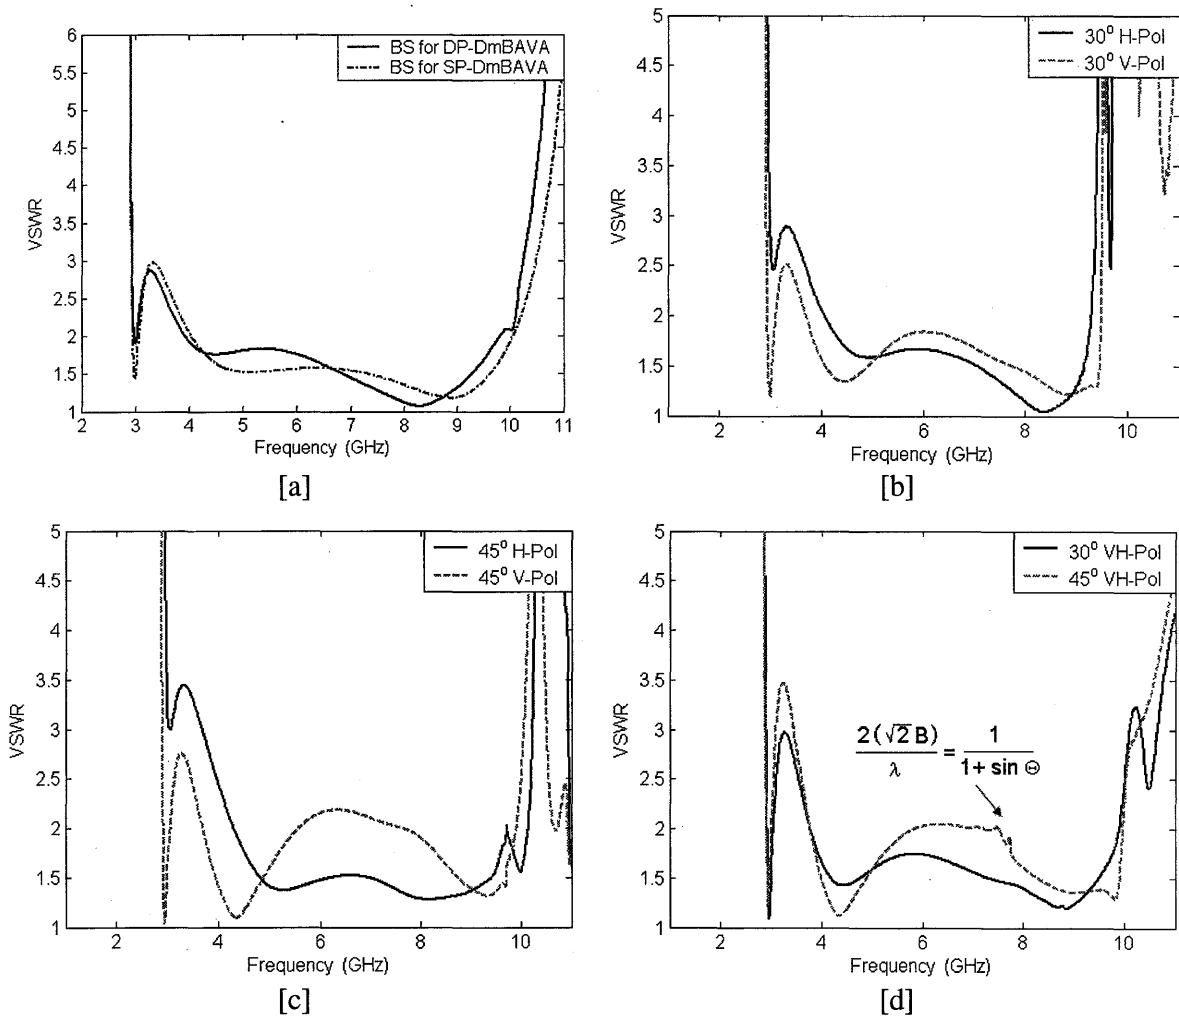 6
5.5
5
4.5
4
3.5
3
2.5
2
1.5
1
VSWR
BS for DP-DmBAVA
BS for SP-DmBAVA
2 3 4 5 6 7 8 9 10 11
Frequency (GHz)
[a]
5
4.5
4
3.5
3
2.5
2
1.5
1
VSWR
30° H-Pol
30° V-Pol
2 4 6 8 10
Frequency (GHz)
[b]
5
4.5
4
3.5
3
2.5
2
1.5
1
VSWR
45° H-Pol
45° V-Pol
2 4 6 8 10
Frequency (GHz)
[c]
5
4.5
4
3.5
3
2.5
2
1.5
1
VSWR
30° VH-Pol
45° VH-Pol
2(√2B)/λ = 1/(1+ sin Θ)
2 4 6 8 10
Frequency (GHz)
[d]